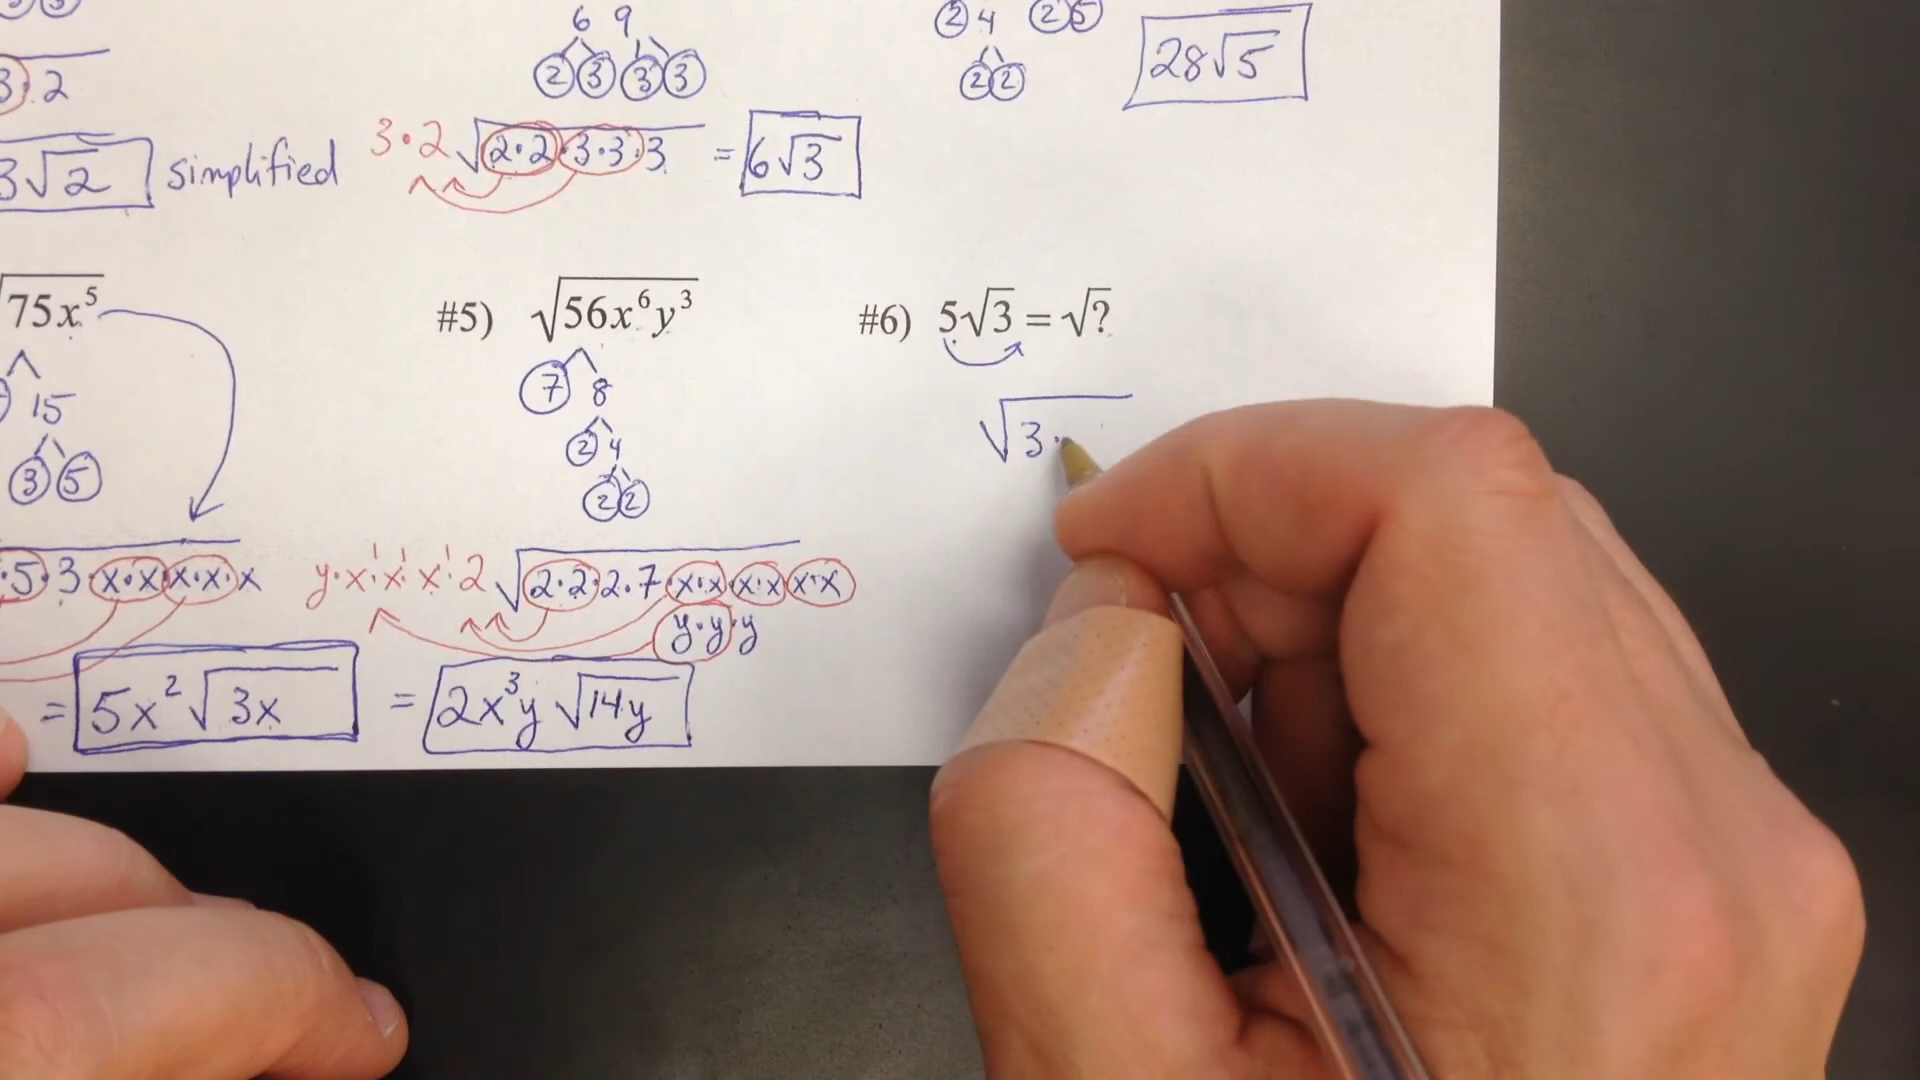 6 9
2 3 3 3
2 4 2 5
2 2
28√5
3·2
3√2 simplified
3·2 √2·2·3·3·3 = 6√3
75x⁵
15
3 5
·5·3·x·x·x·x·x
= 5x²√3x
#5) √56x⁶y³
7 8
2 4
2 2
y·x·x·x·2 √2·2·2·7·x·x·x·x x·x
y·y·y
= 2x³y √14y
#6) 5√3 = √?
√3·